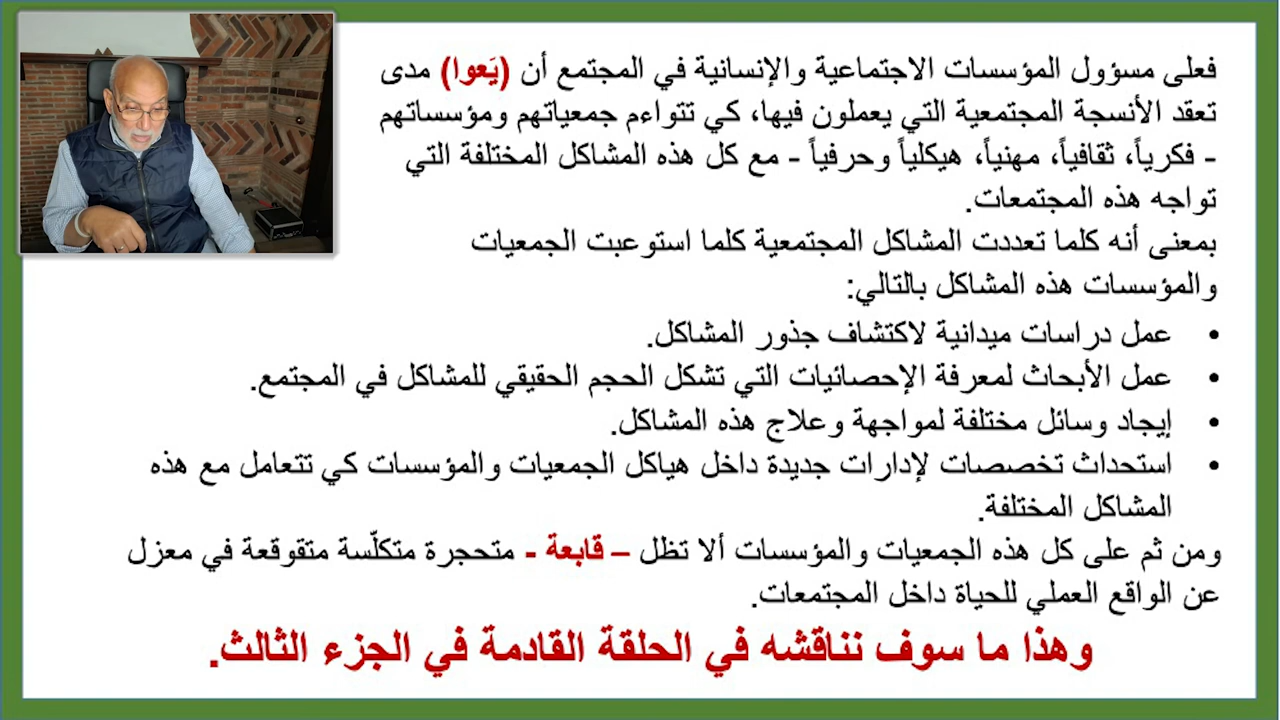 فعلى مسؤول المؤسسات الاجتماعية والإنسانية في المجتمع أن (يَعوا) مدى
تعقد الأنسجة المجتمعية التي يعملون فيها، كي تتواءم جمعياتهم ومؤسساتهم
- فكرياً، ثقافياً، مهنياً، هيكلياً وحرفياً - مع كل هذه المشاكل المختلفة التي
تواجه هذه المجتمعات.
بمعنى أنه كلما تعددت المشاكل المجتمعية كلما استوعبت الجمعيات
والمؤسسات هذه المشاكل بالتالي:
• عمل دراسات ميدانية لاكتشاف جذور المشاكل.
• عمل الأبحاث لمعرفة الإحصائيات التي تشكل الحجم الحقيقي للمشاكل في المجتمع.
• إيجاد وسائل مختلفة لمواجهة وعلاج هذه المشاكل.
• استحداث تخصصات لإدارات جديدة داخل هياكل الجمعيات والمؤسسات كي تتعامل مع هذه
المشاكل المختلفة.
ومن ثم على كل هذه الجمعيات والمؤسسات ألا تظل – قابعة - متحجرة متكلّسة متقوقعة في معزل
عن الواقع العملي للحياة داخل المجتمعات.
وهذا ما سوف نناقشه في الحلقة القادمة في الجزء الثالث.